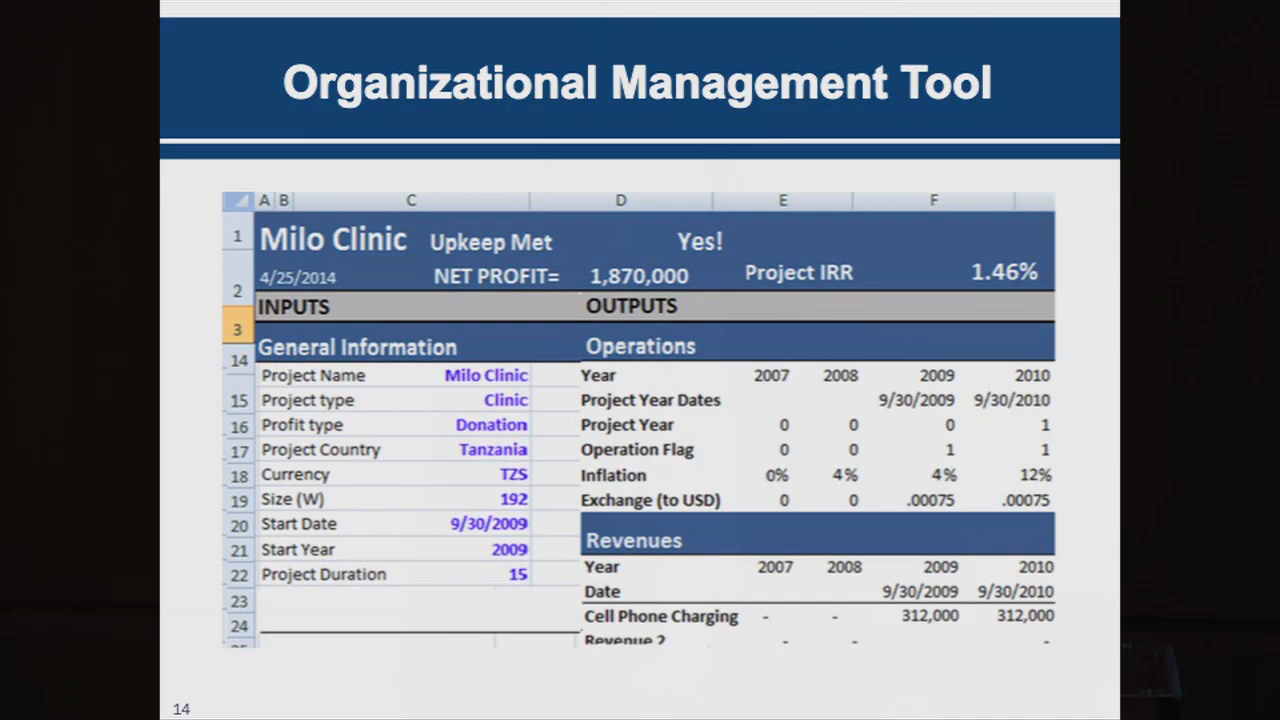 Organizational Management Tool
A B C D E F
1 Milo Clinic Upkeep Met Yes!
2 4/25/2014 NET PROFIT= 1,870,000 Project IRR 1.46%
3 INPUTS OUTPUTS
14 General Information Operations
Project Name Milo Clinic Year 2007 2008 2009 2010
15 Project type Clinic Project Year Dates 9/30/2009 9/30/2010
16 Profit type Donation Project Year 0 0 0 1
17 Project Country Tanzania Operation Flag 0 0 1 1
18 Currency TZS Inflation 0% 4% 4% 12%
19 Size (W) 192 Exchange (to USD) 0 0 .00075 .00075
20 Start Date 9/30/2009
21 Start Year 2009 Revenues
22 Project Duration 15 Year 2007 2008 2009 2010
23 Date 9/30/2009 9/30/2010
24 Cell Phone Charging - - 312,000 312,000
Revenue 2 - - -
14